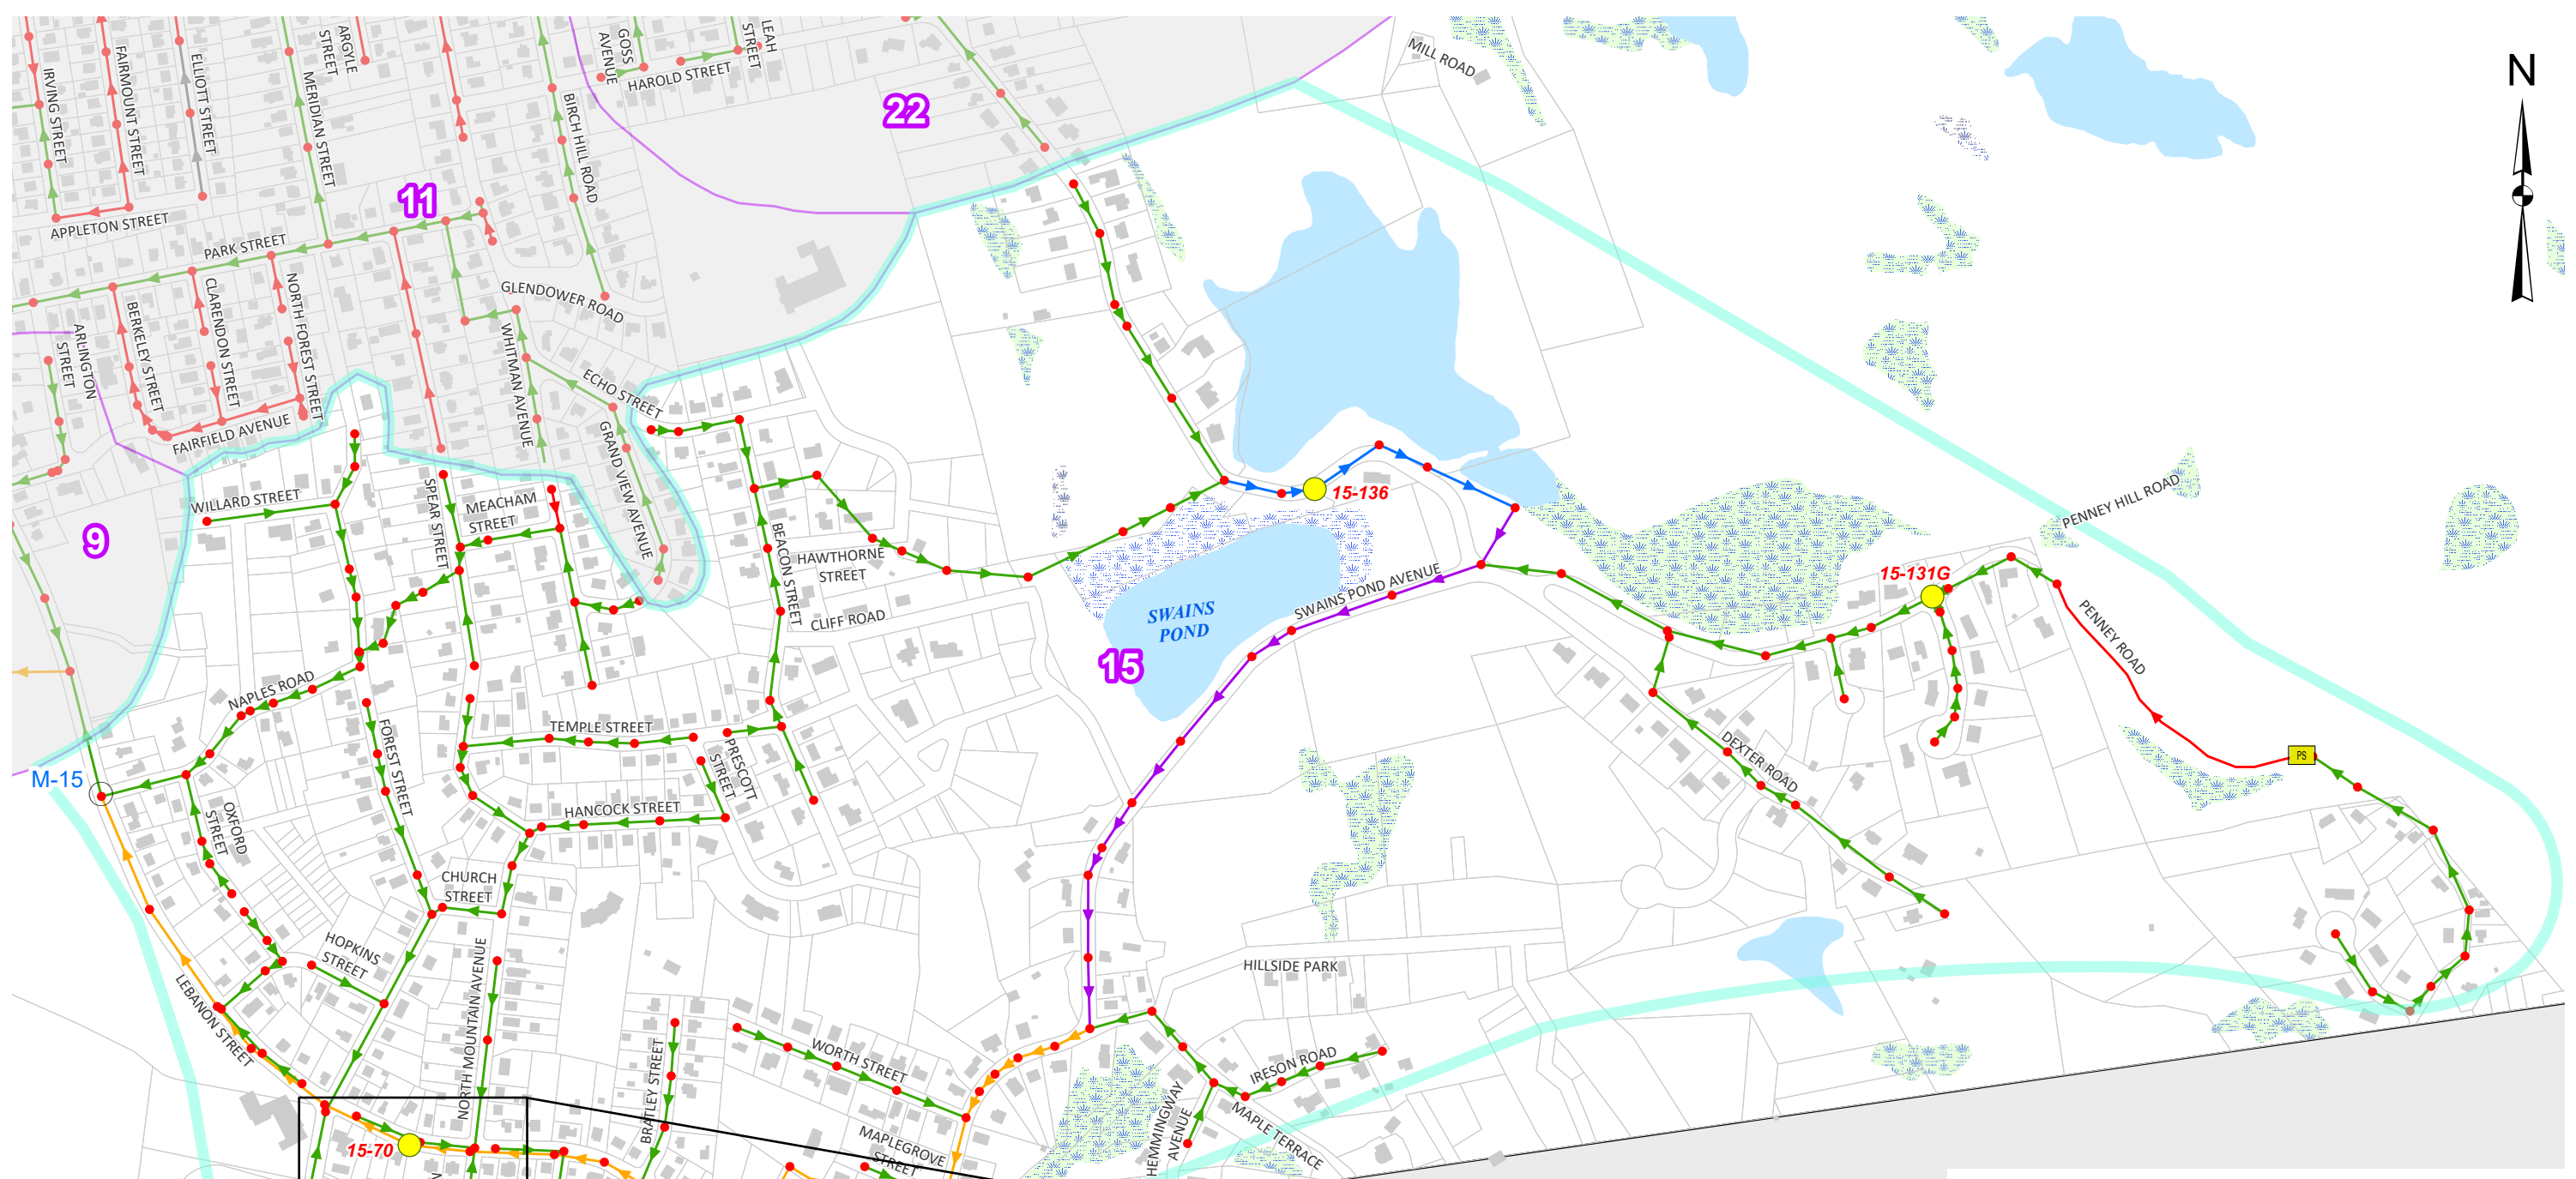 IRVING STREET
FAIRMOUNT STREET
ELLIOTT STREET
MERIDIAN STREET
ARGYLE
STREET
BIRCH HILL ROAD
GOSS
AVENUE
HAROLD STREET
LEAH
STREET
22
MILL ROAD
N
11
APPLETON STREET
PARK STREET
GLENDOWER ROAD
ARLINGTON
STREET
BERKELEY STREET
CLARENDON STREET
NORTH FOREST STREET
FAIRFIELD AVENUE
WHITMAN AVENUE
ECHO STREET
GRAND VIEW AVENUE
WILLARD STREET
SPEAR STREET
MEACHAM
STREET
9
BEACON STREET
HAWTHORNE
STREET
CLIFF ROAD
15-136
SWAINS
POND
SWAINS POND AVENUE
15
15-131G
PENNEY HILL ROAD
PENNEY ROAD
PS
DEXTER ROAD
NAPLES ROAD
FOREST STREET
TEMPLE STREET
PRESCOTT
STREET
M-15
OXFORD
STREET
HANCOCK STREET
CHURCH
STREET
HOPKINS
STREET
NORTH MOUNTAIN AVENUE
LEBANON STREET
HILLSIDE PARK
WORTH STREET
BRATLEY STREET
IRESON ROAD
HEMMINGWAY
AVENUE
MAPLE TERRACE
MAPLEGROVE
STREET
15-70